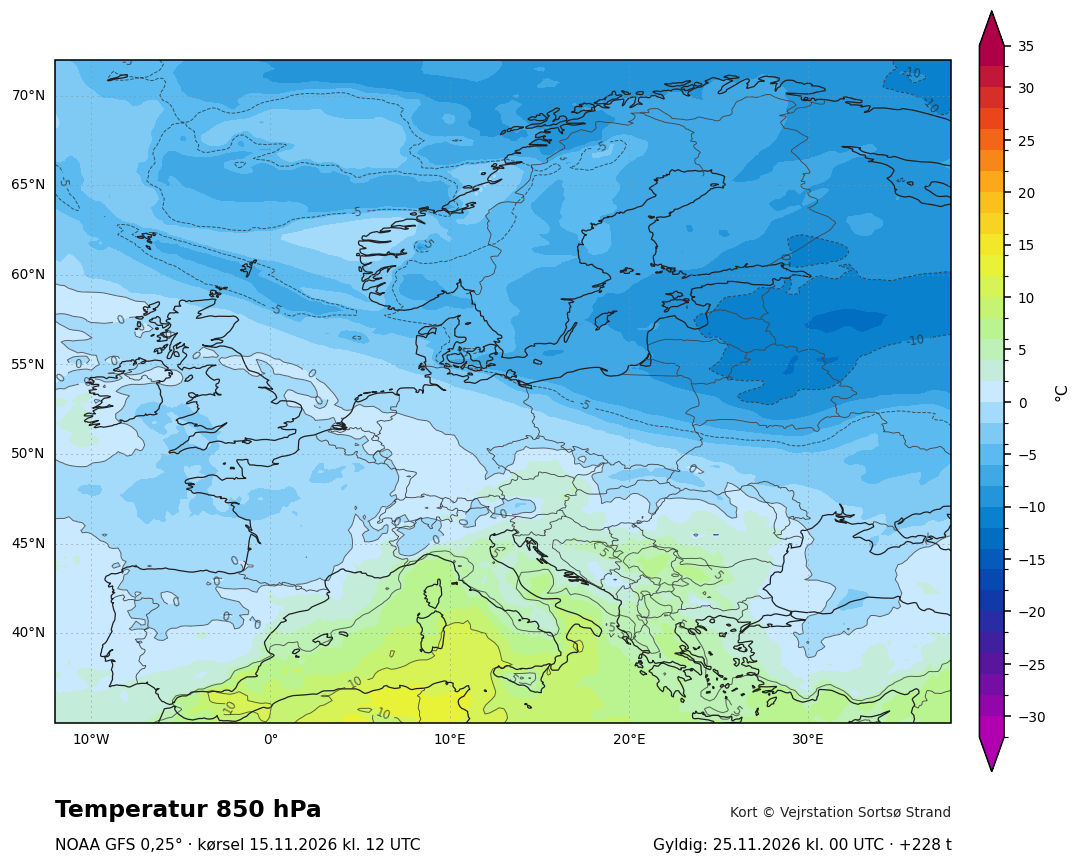 70°N
65°N
60°N
55°N
50°N
45°N
40°N
10°W
0°
10°E
20°E
30°E
35
30
25
20
15
10
5
0
−5
−10
−15
−20
−25
−30
°C
Temperatur 850 hPa
Kort © Vejrstation Sortsø Strand
NOAA GFS 0,25° · kørsel 15.11.2026 kl. 12 UTC
Gyldig: 25.11.2026 kl. 00 UTC · +228 t